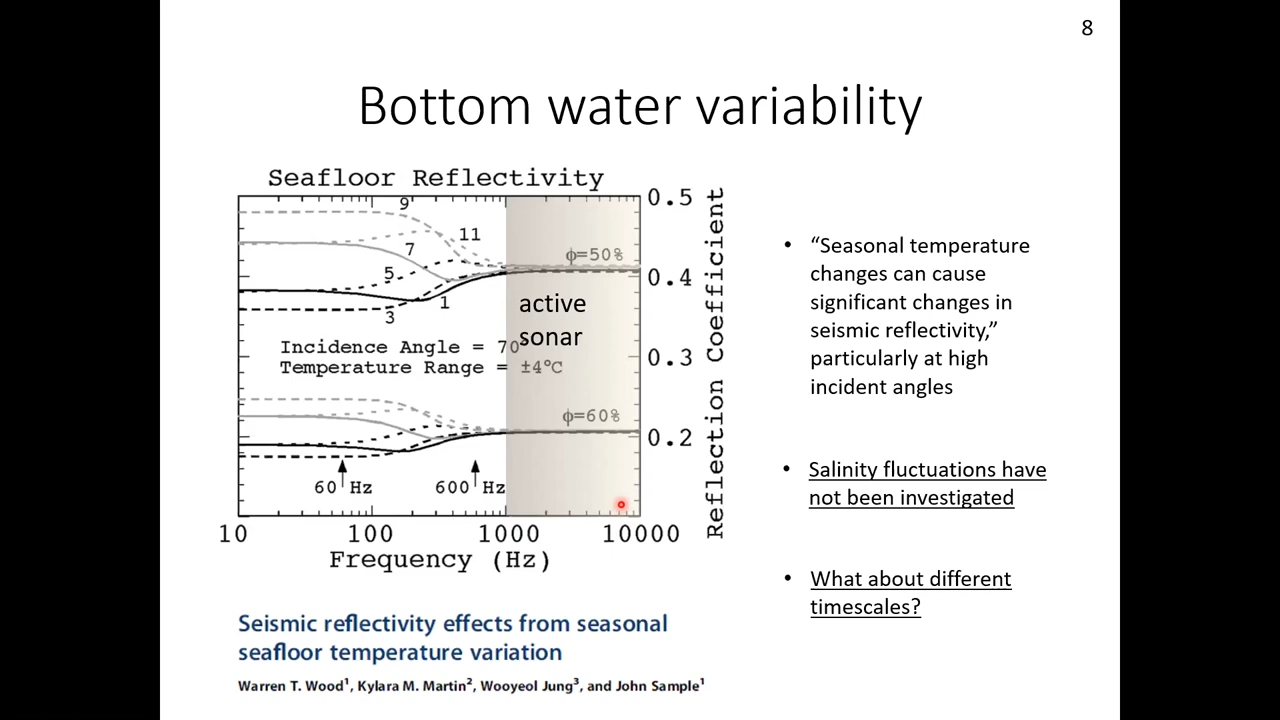 8
Bottom water variability
Seafloor Reflectivity
9
11
7
5
1
3
ϕ=50%
active
sonar
Incidence Angle = 70°
Temperature Range = ±4°C
ϕ=60%
60 Hz
600 Hz
0.5
0.4
0.3
0.2
Reflection Coefficient
10
100
1000
10000
Frequency (Hz)
• “Seasonal temperature
changes can cause
significant changes in
seismic reflectivity,”
particularly at high
incident angles
• Salinity fluctuations have
not been investigated
• What about different
timescales?
Seismic reflectivity effects from seasonal
seafloor temperature variation
Warren T. Wood¹, Kylara M. Martin², Wooyeol Jung³, and John Sample¹